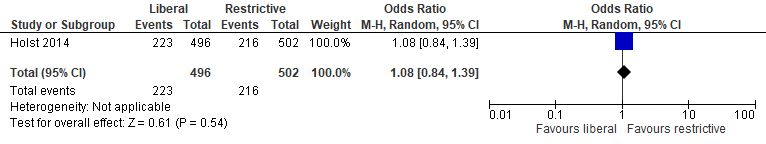 Liberal Restrictive Odds Ratio Odds Ratio
Study or Subgroup Events Total Events Total Weight M-H, Random, 95% CI M-H, Random, 95% CI
Holst 2014 223 496 216 502 100.0% 1.08 [0.84, 1.39]
Total (95% CI) 496 502 100.0% 1.08 [0.84, 1.39]
Total events 223 216
Heterogeneity: Not applicable
Test for overall effect: Z = 0.61 (P = 0.54)
0.01 0.1 1 10 100
Favours liberal Favours restrictive